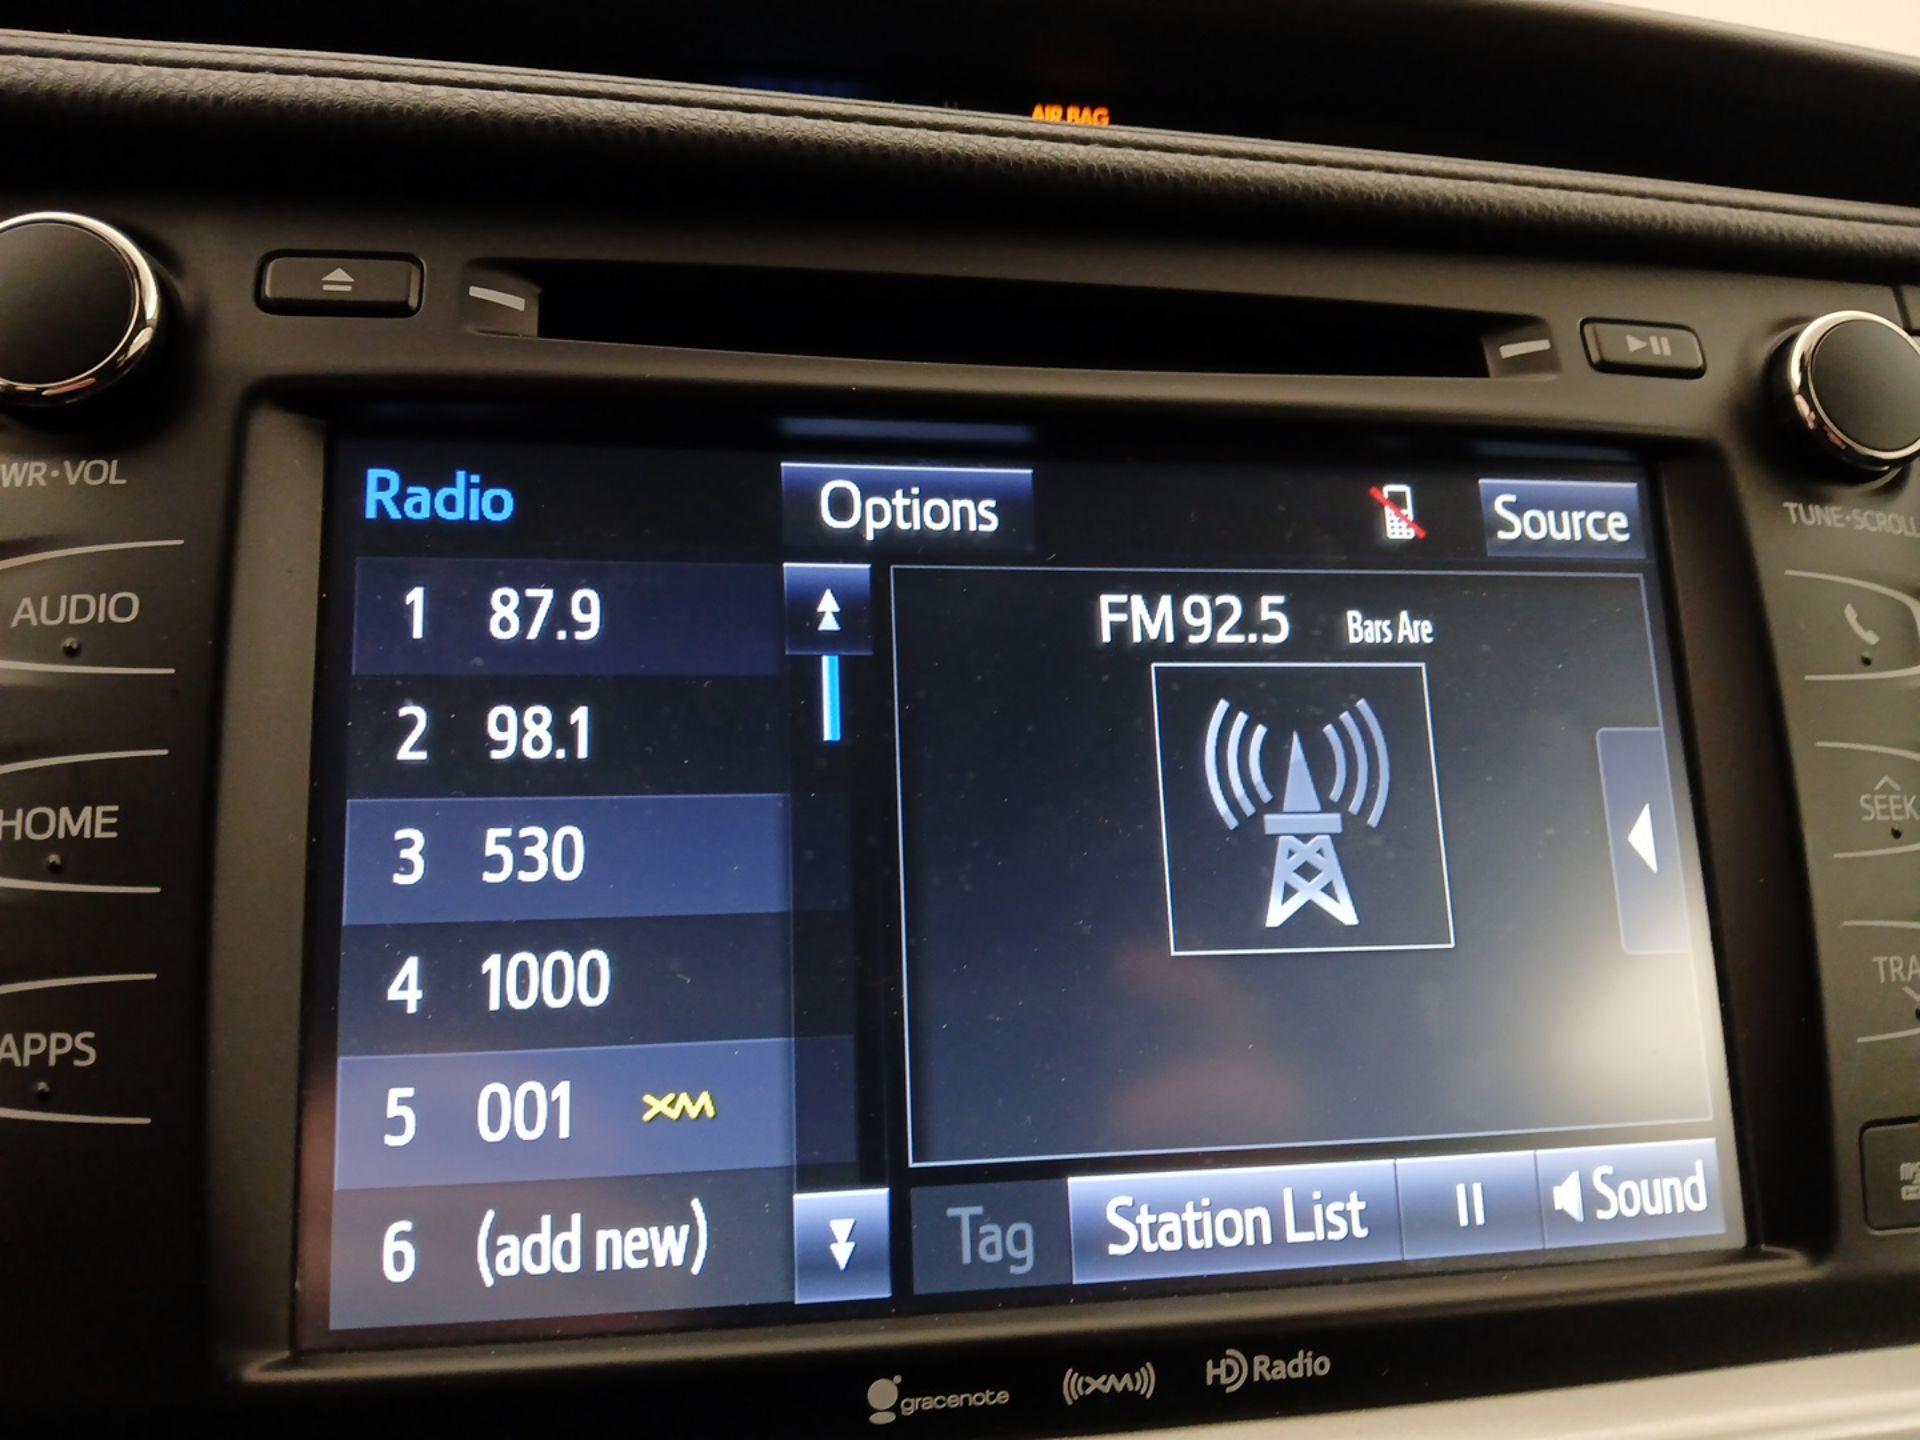 AIR BAG
WR·VOL
TUNE·SCROLL
AUDIO
HOME
APPS
SEEK
Radio
Options
Source
1 87.9
2 98.1
3 530
4 1000
5 001 XM
6 (add new)
FM 92.5 Bars Are
Tag
Station List
Sound
gracenote
((XM))
HD Radio